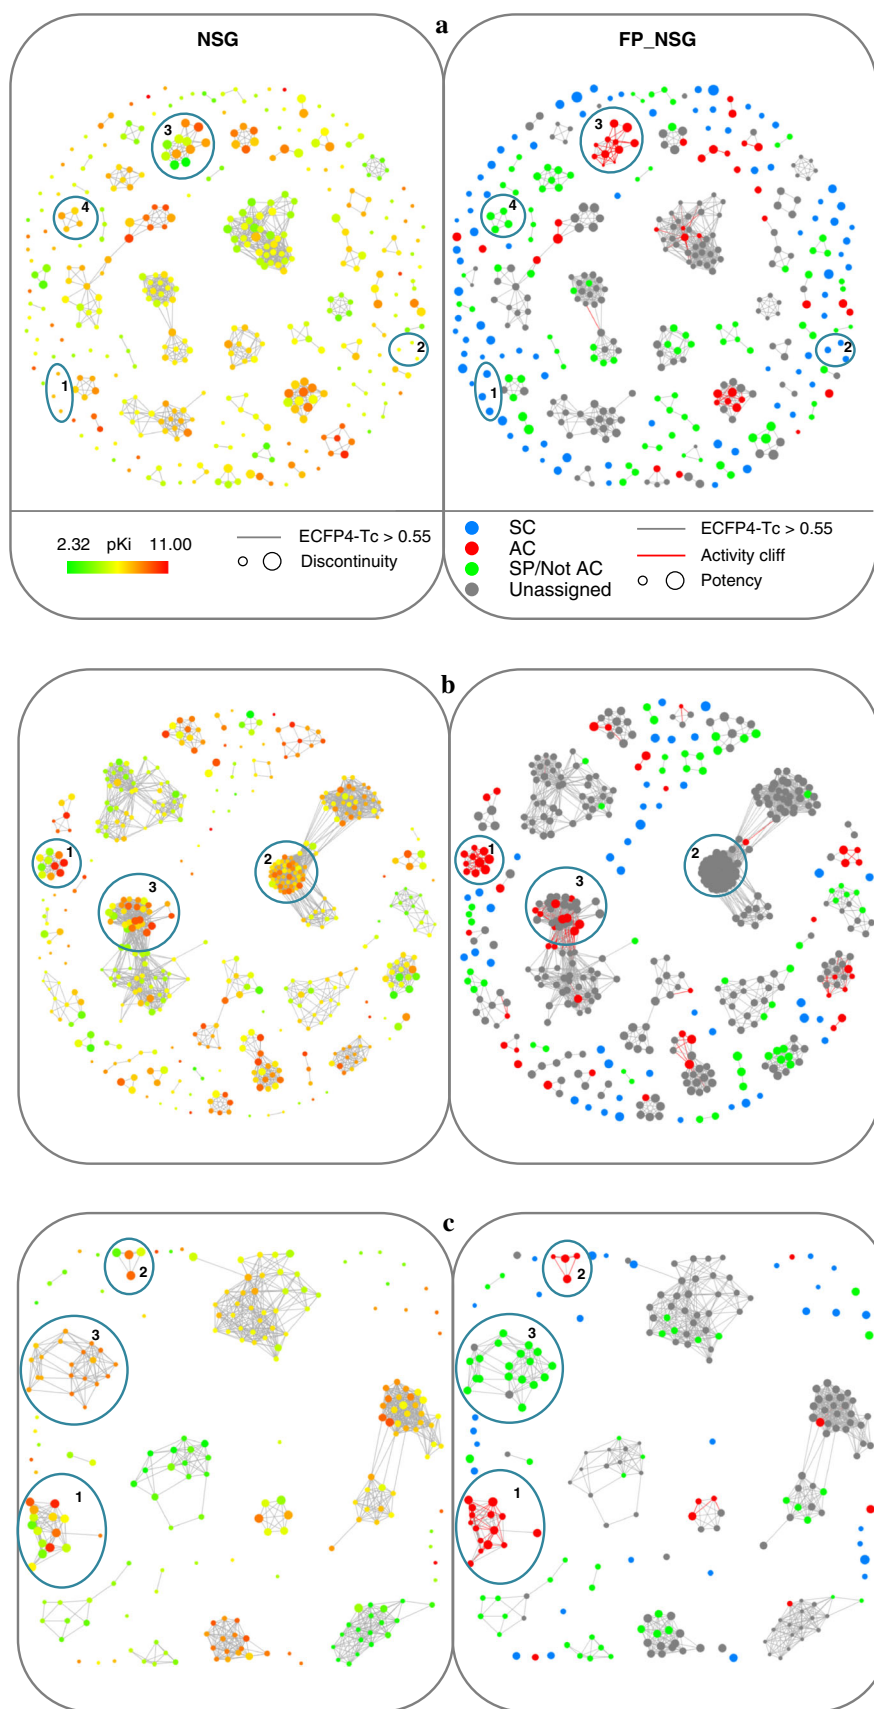 a
NSG
FP_NSG
3
4
2
1
3
4
2
1
2.32 pKi 11.00
ECFP4-Tc > 0.55
Discontinuity
SC
AC
SP/Not AC
Unassigned
ECFP4-Tc > 0.55
Activity cliff
Potency
b
1
2
3
1
2
3
c
2
3
1
2
3
1